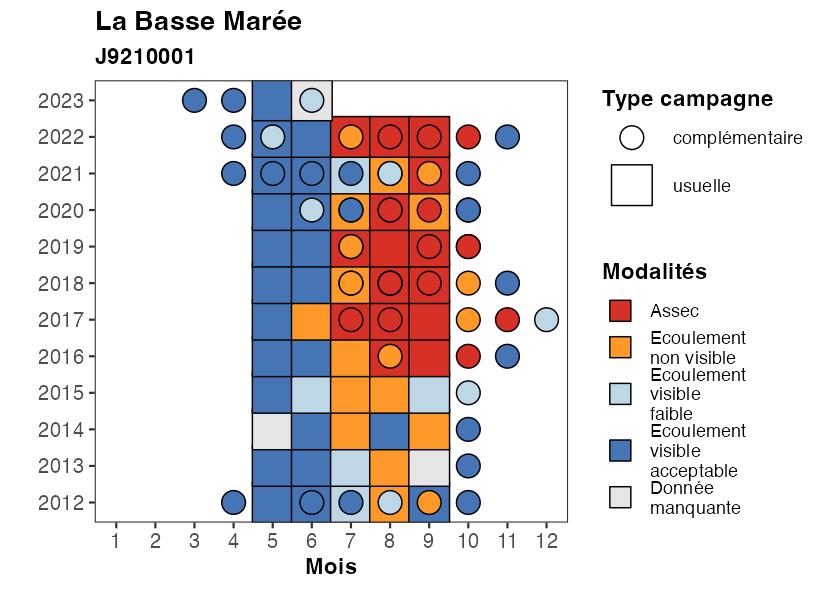 La Basse Marée
J9210001
2023
2022
2021
2020
2019
2018
2017
2016
2015
2014
2013
2012
1 2 3 4 5 6 7 8 9 10 11 12
Mois
Type campagne
complémentaire
usuelle
Modalités
Assec
Ecoulement
non visible
Ecoulement
visible
faible
Ecoulement
visible
acceptable
Donnée
manquante